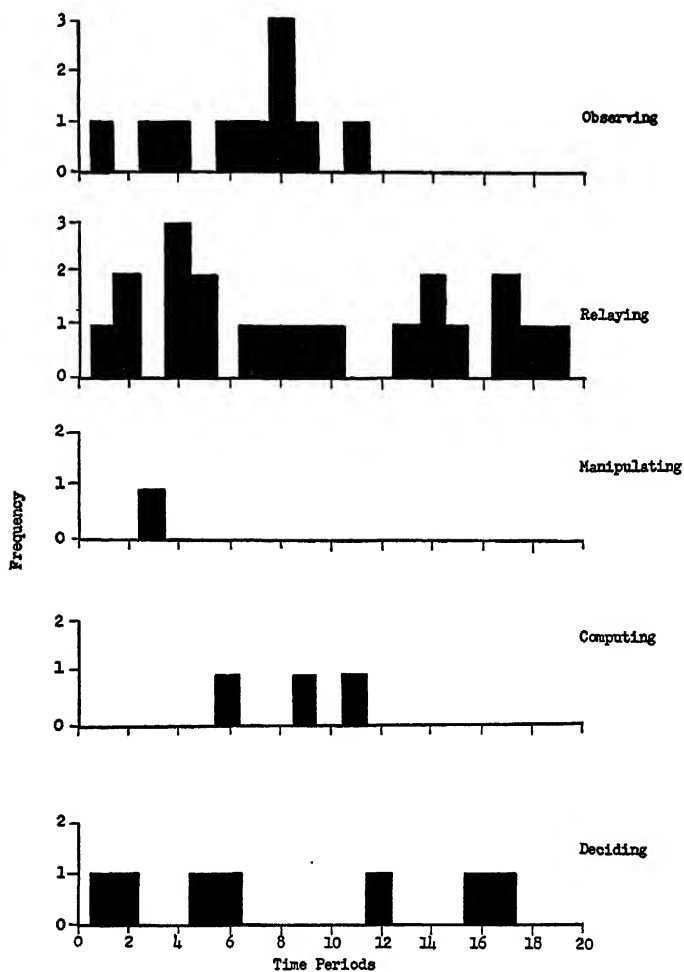 3
2
1
0
Observing
3
2
1
0
Relaying
2
1
0
Manipulating
Frequency
2
1
0
Computing
2
1
0
Deciding
0 2 4 6 8 10 12 14 16 18 20
Time Periods